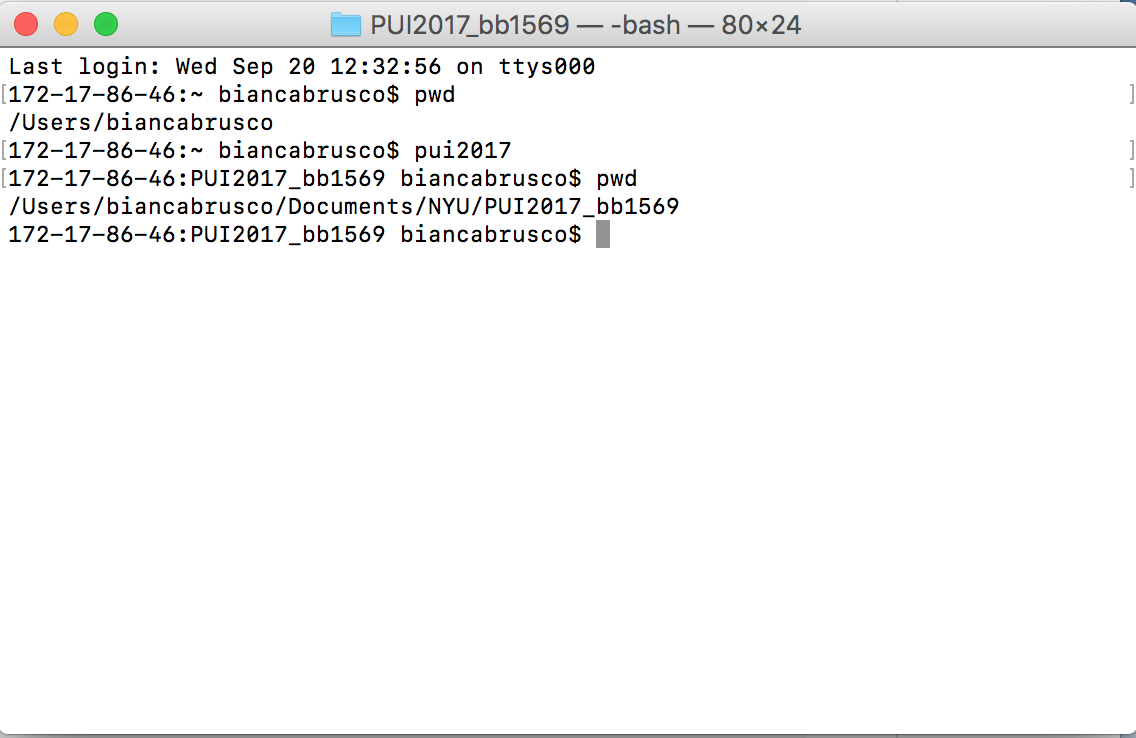 PUI2017_bb1569 — -bash — 80×24
Last login: Wed Sep 20 12:32:56 on ttys000
[172-17-86-46:~ biancabrusco$ pwd ]
/Users/biancabrusco
[172-17-86-46:~ biancabrusco$ pui2017 ]
[172-17-86-46:PUI2017_bb1569 biancabrusco$ pwd ]
/Users/biancabrusco/Documents/NYU/PUI2017_bb1569
172-17-86-46:PUI2017_bb1569 biancabrusco$